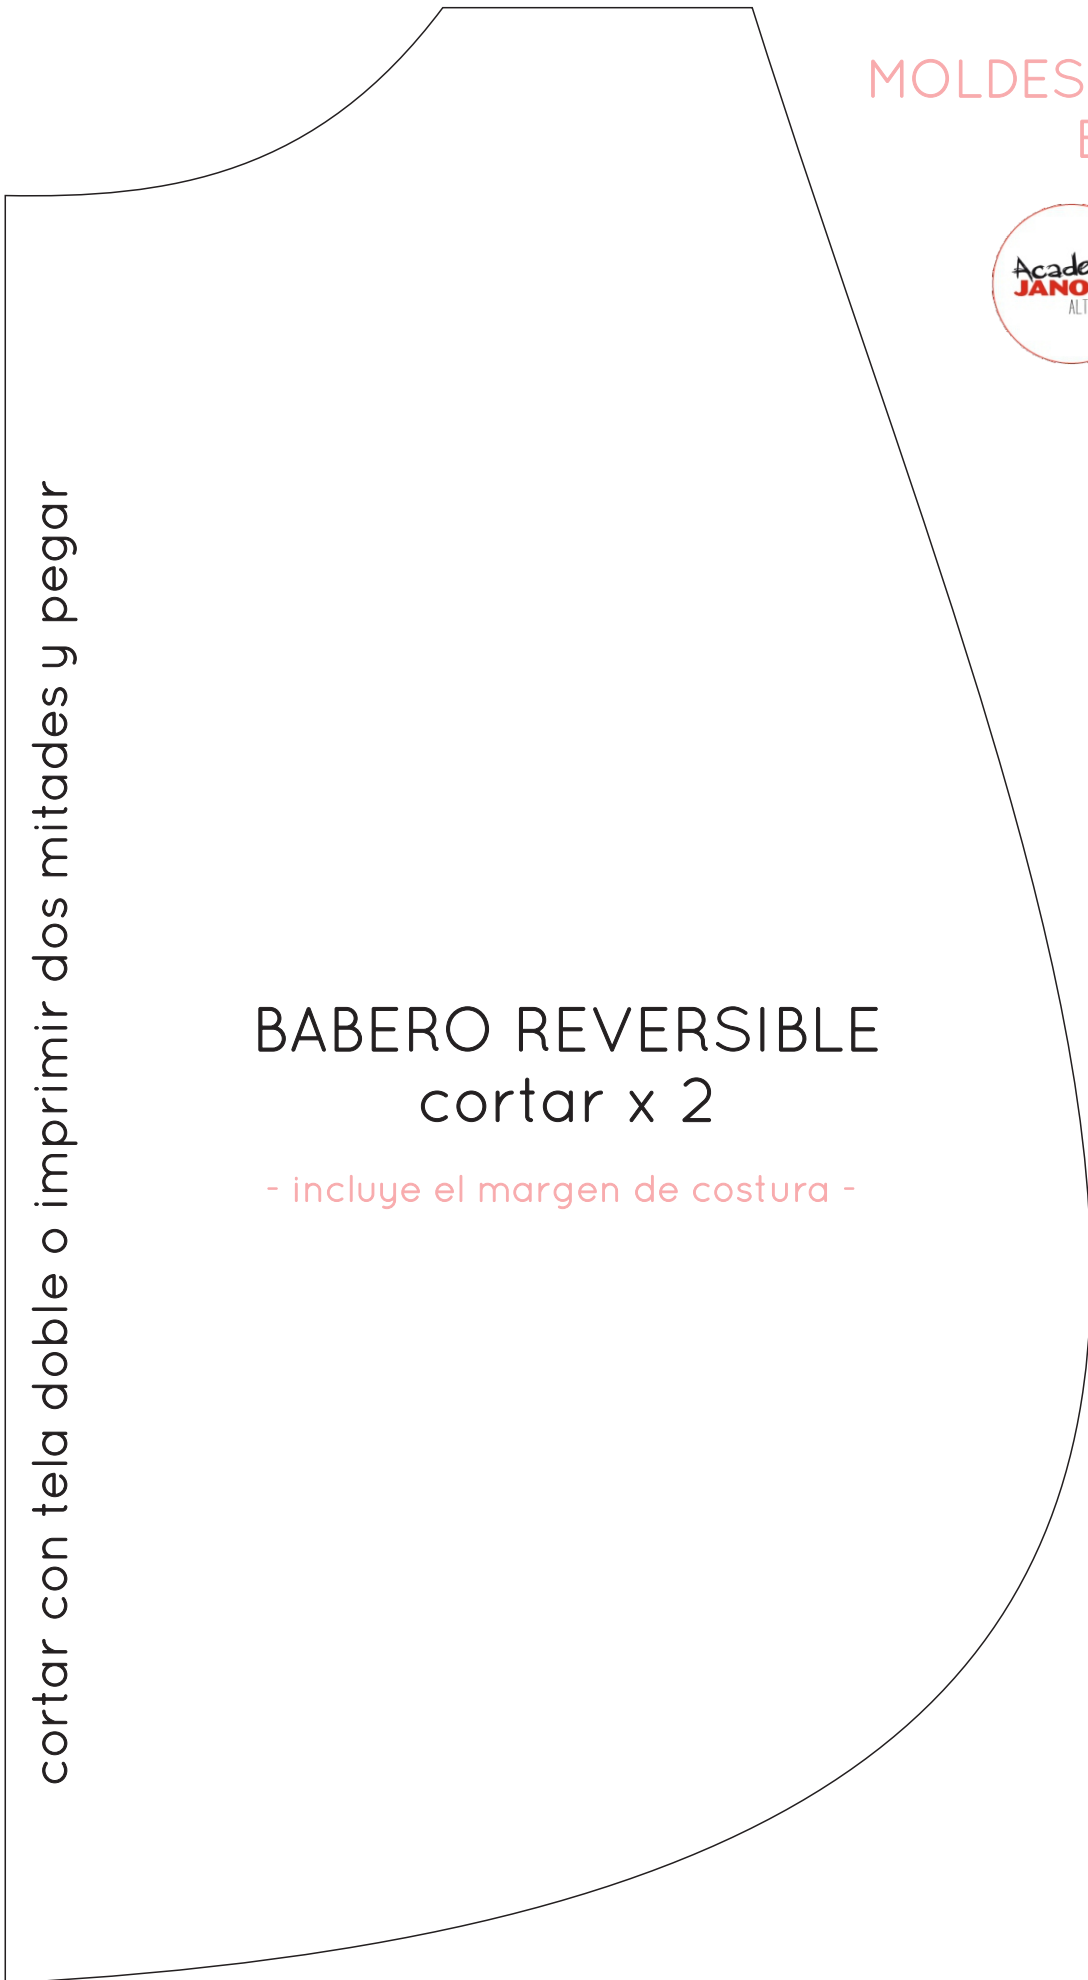 MOLDES
BABERO REVERSIBLE
cortar x 2
- incluye el margen de costura -
cortar con tela doble o imprimir dos mitades y pegar